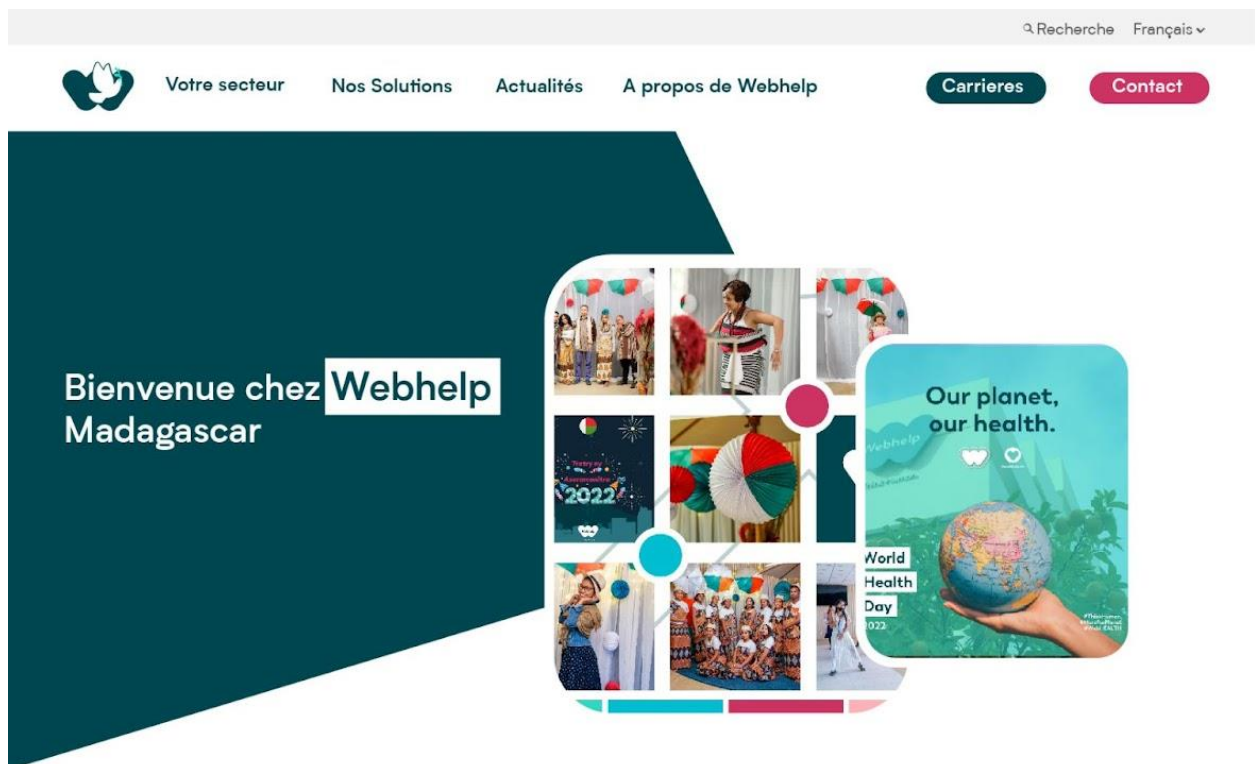 Recherche Français
Votre secteur Nos Solutions Actualités A propos de Webhelp Carrieres Contact
Bienvenue chez Webhelp
Madagascar
2022
Our planet,
our health.
Webhelp
World
Health
Day
2022